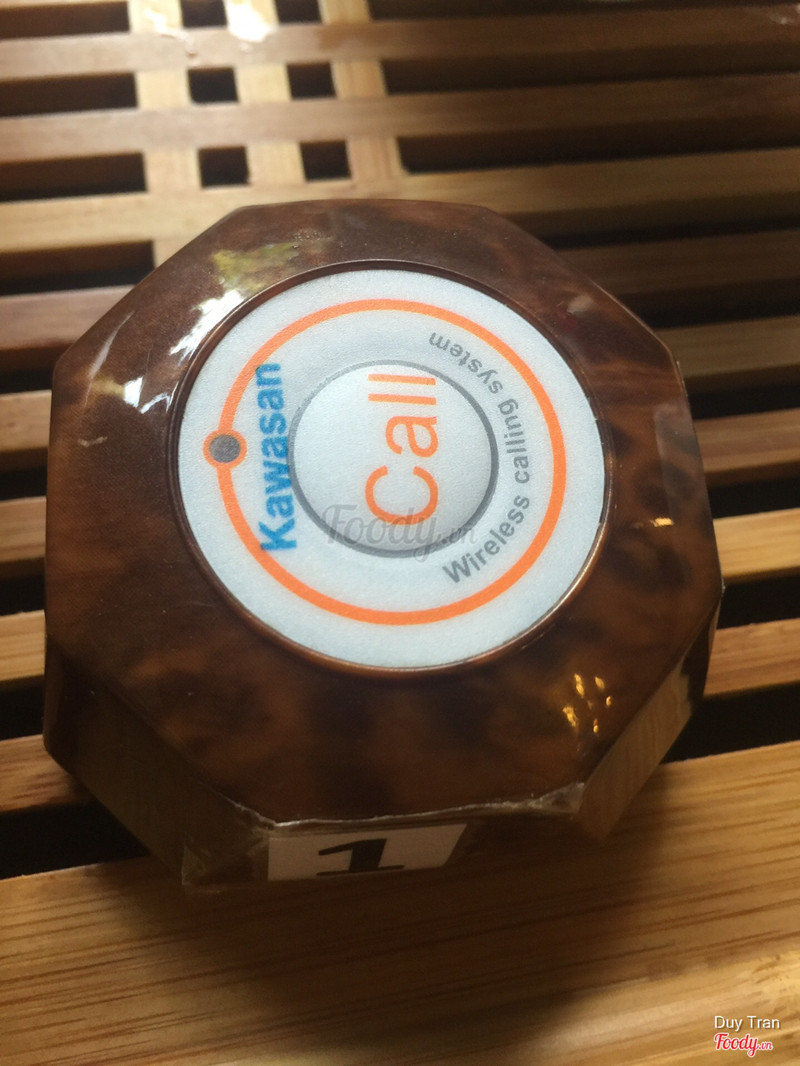 Kawasan
Call
Wireless calling system
Foody.vn
1
Duy Tran
Foody.vn